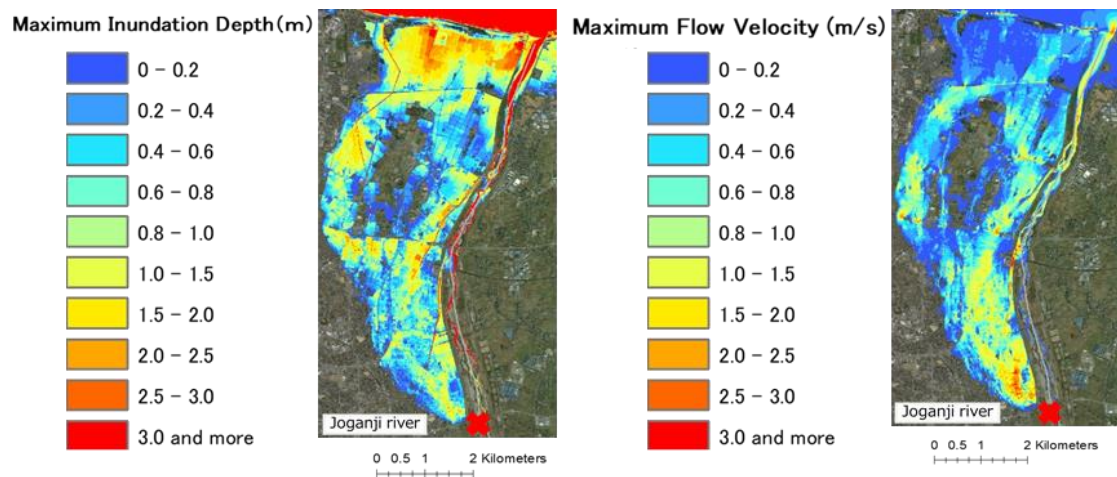 Maximum Inundation Depth(m)
0 – 0.2
0.2 – 0.4
0.4 – 0.6
0.6 – 0.8
0.8 – 1.0
1.0 – 1.5
1.5 – 2.0
2.0 – 2.5
2.5 – 3.0
3.0 and more
Joganji river
0 0.5 1 2 Kilometers
Maximum Flow Velocity (m/s)
0 – 0.2
0.2 – 0.4
0.4 – 0.6
0.6 – 0.8
0.8 – 1.0
1.0 – 1.5
1.5 – 2.0
2.0 – 2.5
2.5 – 3.0
3.0 and more
Joganji river
0 0.5 1 2 Kilometers